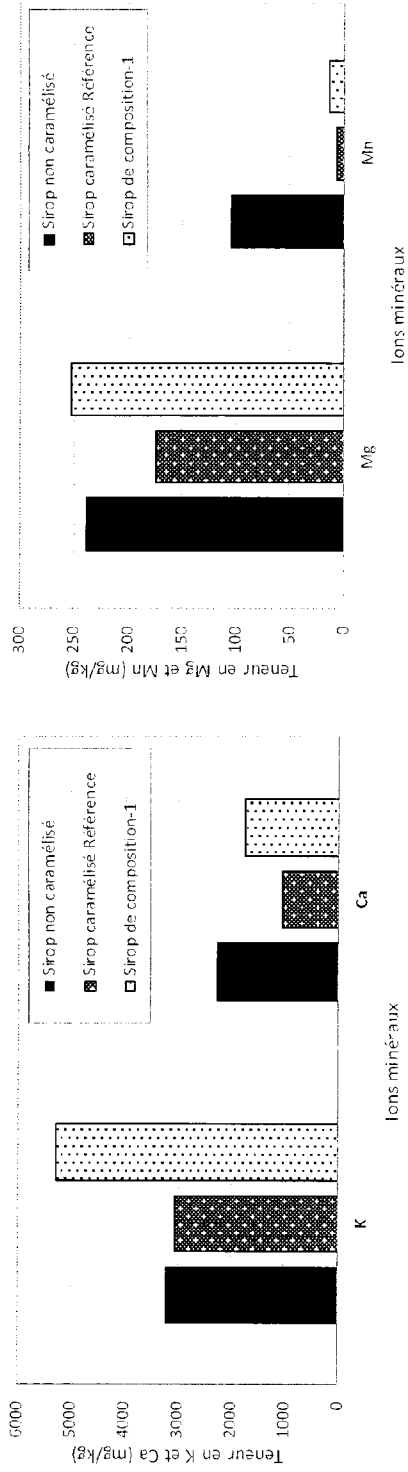 Teneur en K et Ca (mg/kg)
6000
5000
4000
3000
2000
1000
0
Sirop non caramélisé
Sirop caramélisé Référence
Sirop de composition-1
K
Ca
Ions minéraux
Teneur en Mg et Mn (mg/kg)
300
250
200
150
100
50
0
Sirop non caramélisé
Sirop caramélisé Référence
Sirop de composition-1
Mg
Mn
Ions minéraux